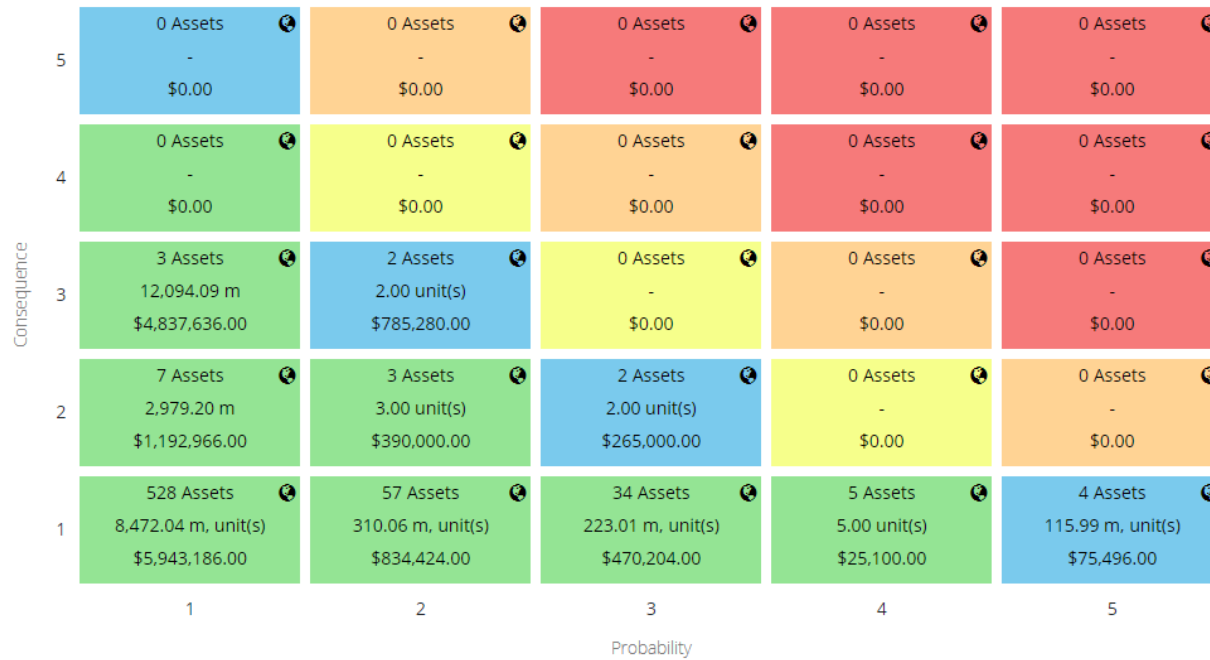 0 Assets 0 Assets 0 Assets 0 Assets 0 Assets
5 - - - - -
$0.00 $0.00 $0.00 $0.00 $0.00
0 Assets 0 Assets 0 Assets 0 Assets 0 Assets
4 - - - - -
$0.00 $0.00 $0.00 $0.00 $0.00
Consequence
3 Assets 2 Assets 0 Assets 0 Assets 0 Assets
3 12,094.09 m 2.00 unit(s) - - -
$4,837,636.00 $785,280.00 $0.00 $0.00 $0.00
7 Assets 3 Assets 2 Assets 0 Assets 0 Assets
2 2,979.20 m 3.00 unit(s) 2.00 unit(s) - -
$1,192,966.00 $390,000.00 $265,000.00 $0.00 $0.00
528 Assets 57 Assets 34 Assets 5 Assets 4 Assets
1 8,472.04 m, unit(s) 310.06 m, unit(s) 223.01 m, unit(s) 5.00 unit(s) 115.99 m, unit(s)
$5,943,186.00 $834,424.00 $470,204.00 $25,100.00 $75,496.00
1 2 3 4 5
Probability